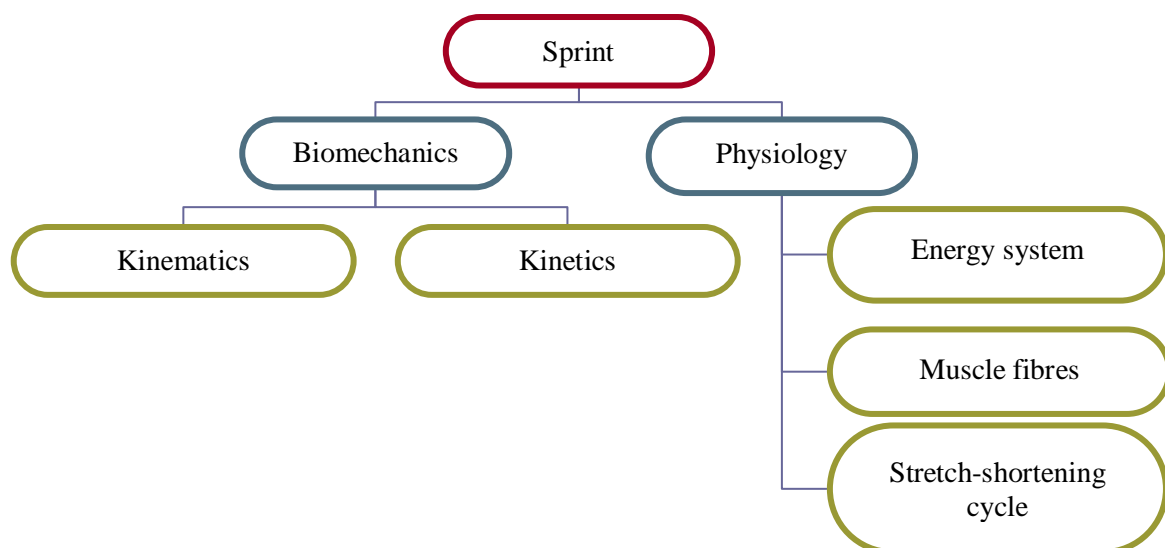 Sprint
Biomechanics
Physiology
Kinematics
Kinetics
Energy system
Muscle fibres
Stretch-shortening
cycle